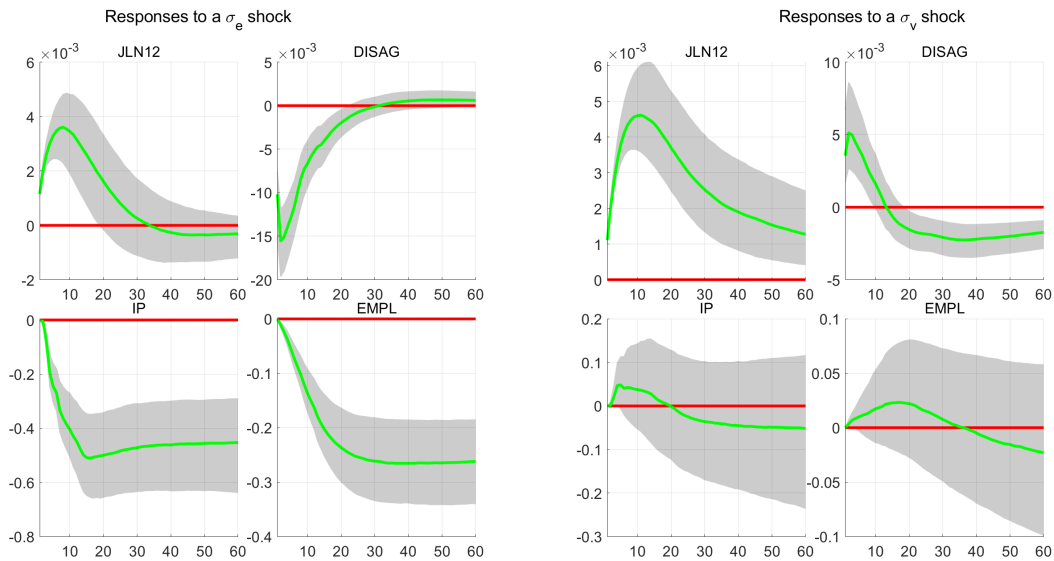 Responses to a σe shock
Responses to a σv shock
×10-3 JLN12
6
4
2
0
-2
10 20 30 40 50 60
×10-3 DISAG
5
0
-5
-10
-15
-20
10 20 30 40 50 60
×10-3 JLN12
6
5
4
3
2
1
0
10 20 30 40 50 60
×10-3 DISAG
10
5
0
-5
10 20 30 40 50 60
IP
0
-0.2
-0.4
-0.6
-0.8
10 20 30 40 50 60
EMPL
0
-0.1
-0.2
-0.3
-0.4
10 20 30 40 50 60
IP
0.2
0.1
0
-0.1
-0.2
-0.3
10 20 30 40 50 60
EMPL
0.1
0.05
0
-0.05
-0.1
10 20 30 40 50 60